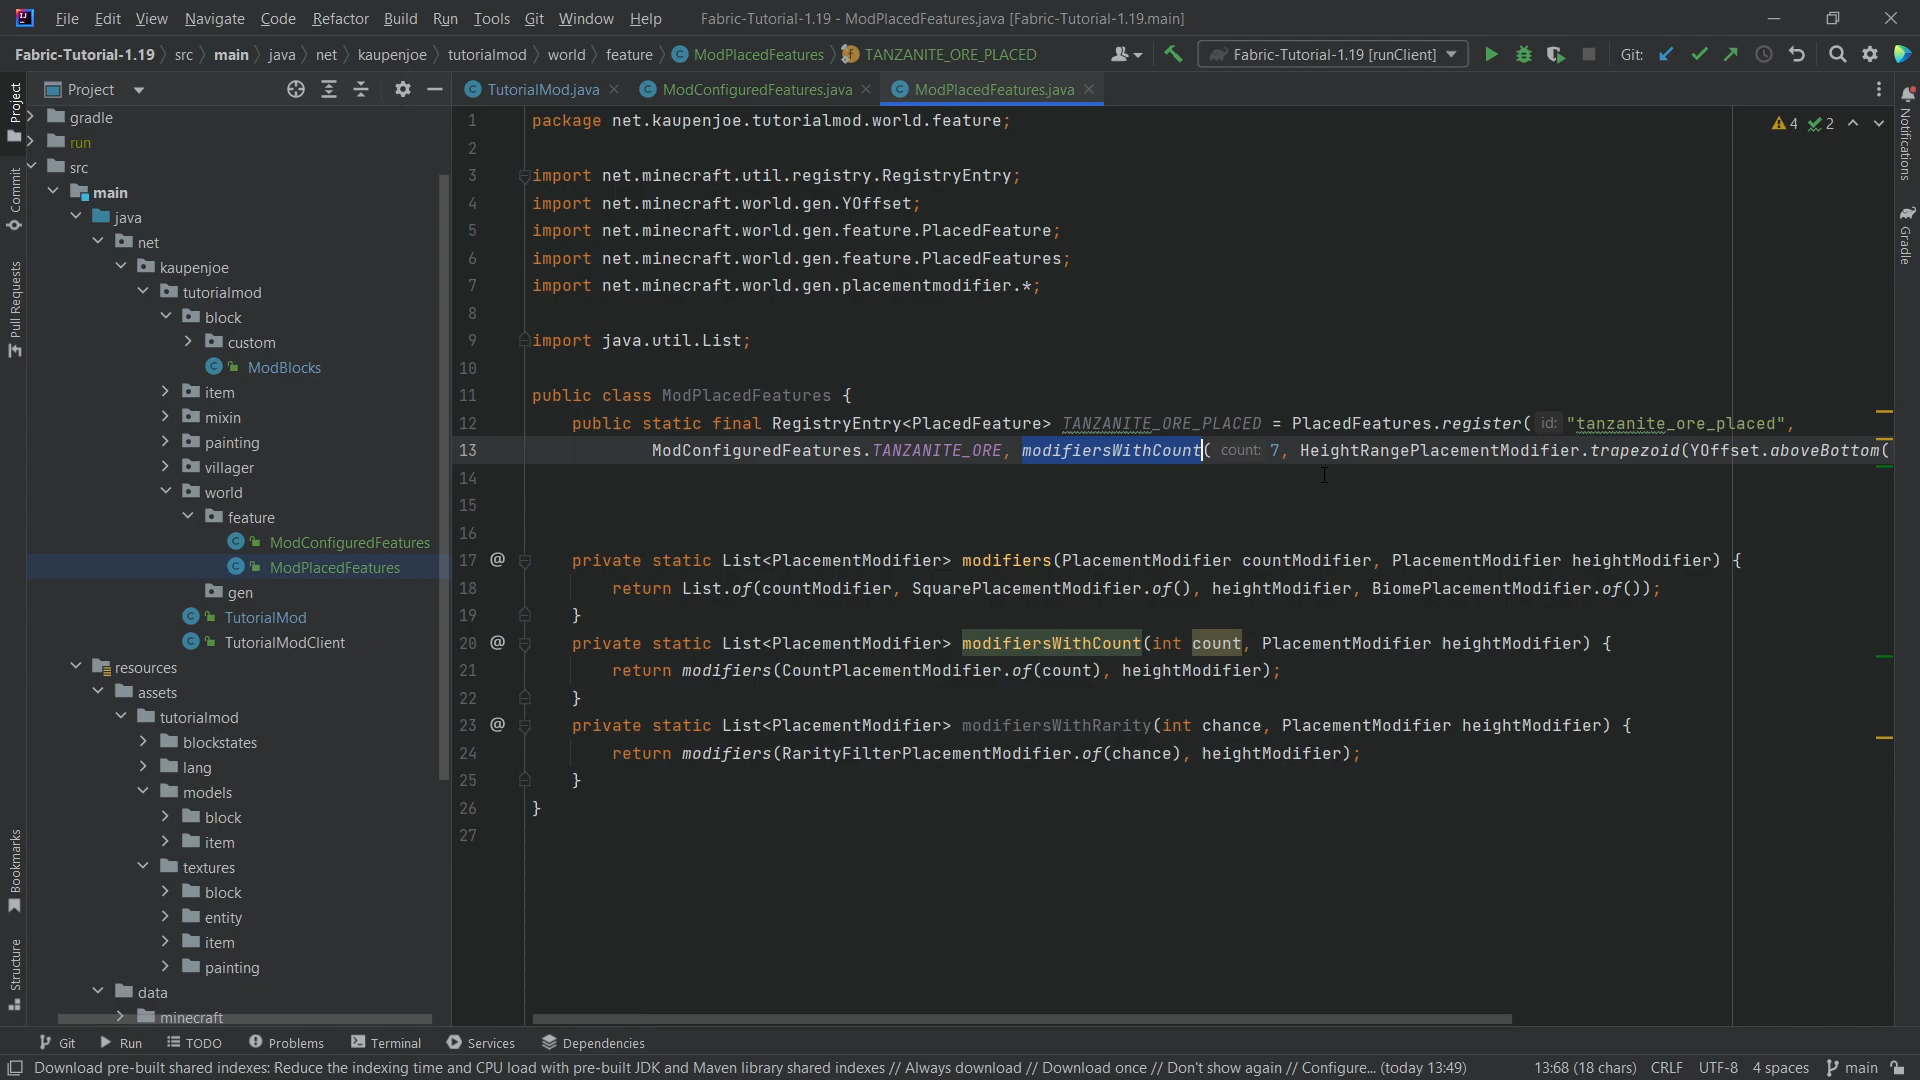 File Edit View Navigate Code Refactor Build Run Tools Git Window Help Fabric-Tutorial-1.19 - ModPlacedFeatures.java [Fabric-Tutorial-1.19.main]
Fabric-Tutorial-1.19 src main java net kaupenjoe tutorialmod world feature ModPlacedFeatures TANZANITE_ORE_PLACED Fabric-Tutorial-1.19 [runClient] Git:
Project
TutorialMod.java ModConfiguredFeatures.java ModPlacedFeatures.java
Project
Commit
Pull Requests
Bookmarks
Structure
gradle
run
src
main
java
net
kaupenjoe
tutorialmod
block
custom
ModBlocks
item
mixin
painting
villager
world
feature
ModConfiguredFeatures
ModPlacedFeatures
gen
TutorialMod
TutorialModClient
resources
assets
tutorialmod
blockstates
lang
models
block
item
textures
block
entity
item
painting
data
minecraft
4 2
1 package net.kaupenjoe.tutorialmod.world.feature;
2
3 import net.minecraft.util.registry.RegistryEntry;
4 import net.minecraft.world.gen.YOffset;
5 import net.minecraft.world.gen.feature.PlacedFeature;
6 import net.minecraft.world.gen.feature.PlacedFeatures;
7 import net.minecraft.world.gen.placementmodifier.*;
8
9 import java.util.List;
10
11 public class ModPlacedFeatures {
12 public static final RegistryEntry<PlacedFeature> TANZANITE_ORE_PLACED = PlacedFeatures.register( id: "tanzanite_ore_placed",
13 ModConfiguredFeatures.TANZANITE_ORE, modifiersWithCount( count: 7, HeightRangePlacementModifier.trapezoid(YOffset.aboveBottom(
14
15
16
17 @ private static List<PlacementModifier> modifiers(PlacementModifier countModifier, PlacementModifier heightModifier) {
18 return List.of(countModifier, SquarePlacementModifier.of(), heightModifier, BiomePlacementModifier.of());
19 }
20 @ private static List<PlacementModifier> modifiersWithCount(int count, PlacementModifier heightModifier) {
21 return modifiers(CountPlacementModifier.of(count), heightModifier);
22 }
23 @ private static List<PlacementModifier> modifiersWithRarity(int chance, PlacementModifier heightModifier) {
24 return modifiers(RarityFilterPlacementModifier.of(chance), heightModifier);
25 }
26 }
27
Notifications
Gradle
Git Run TODO Problems Terminal Services Dependencies
Download pre-built shared indexes: Reduce the indexing time and CPU load with pre-built JDK and Maven library shared indexes // Always download // Download once // Don't show again // Configure... (today 13:49) 13:68 (18 chars) CRLF UTF-8 4 spaces main